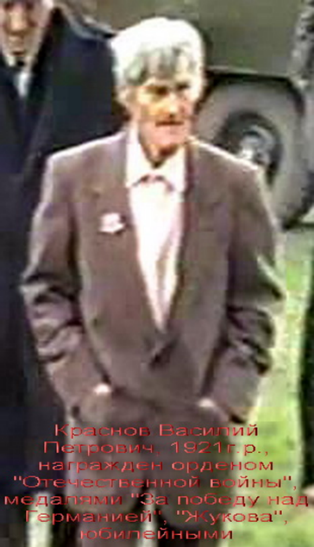 Краснов Василий
Петрович, 1921г.р.,
награжден орденом
"Отечественной войны",
медалями "За победу над
Германией", "Жукова",
юбилейными